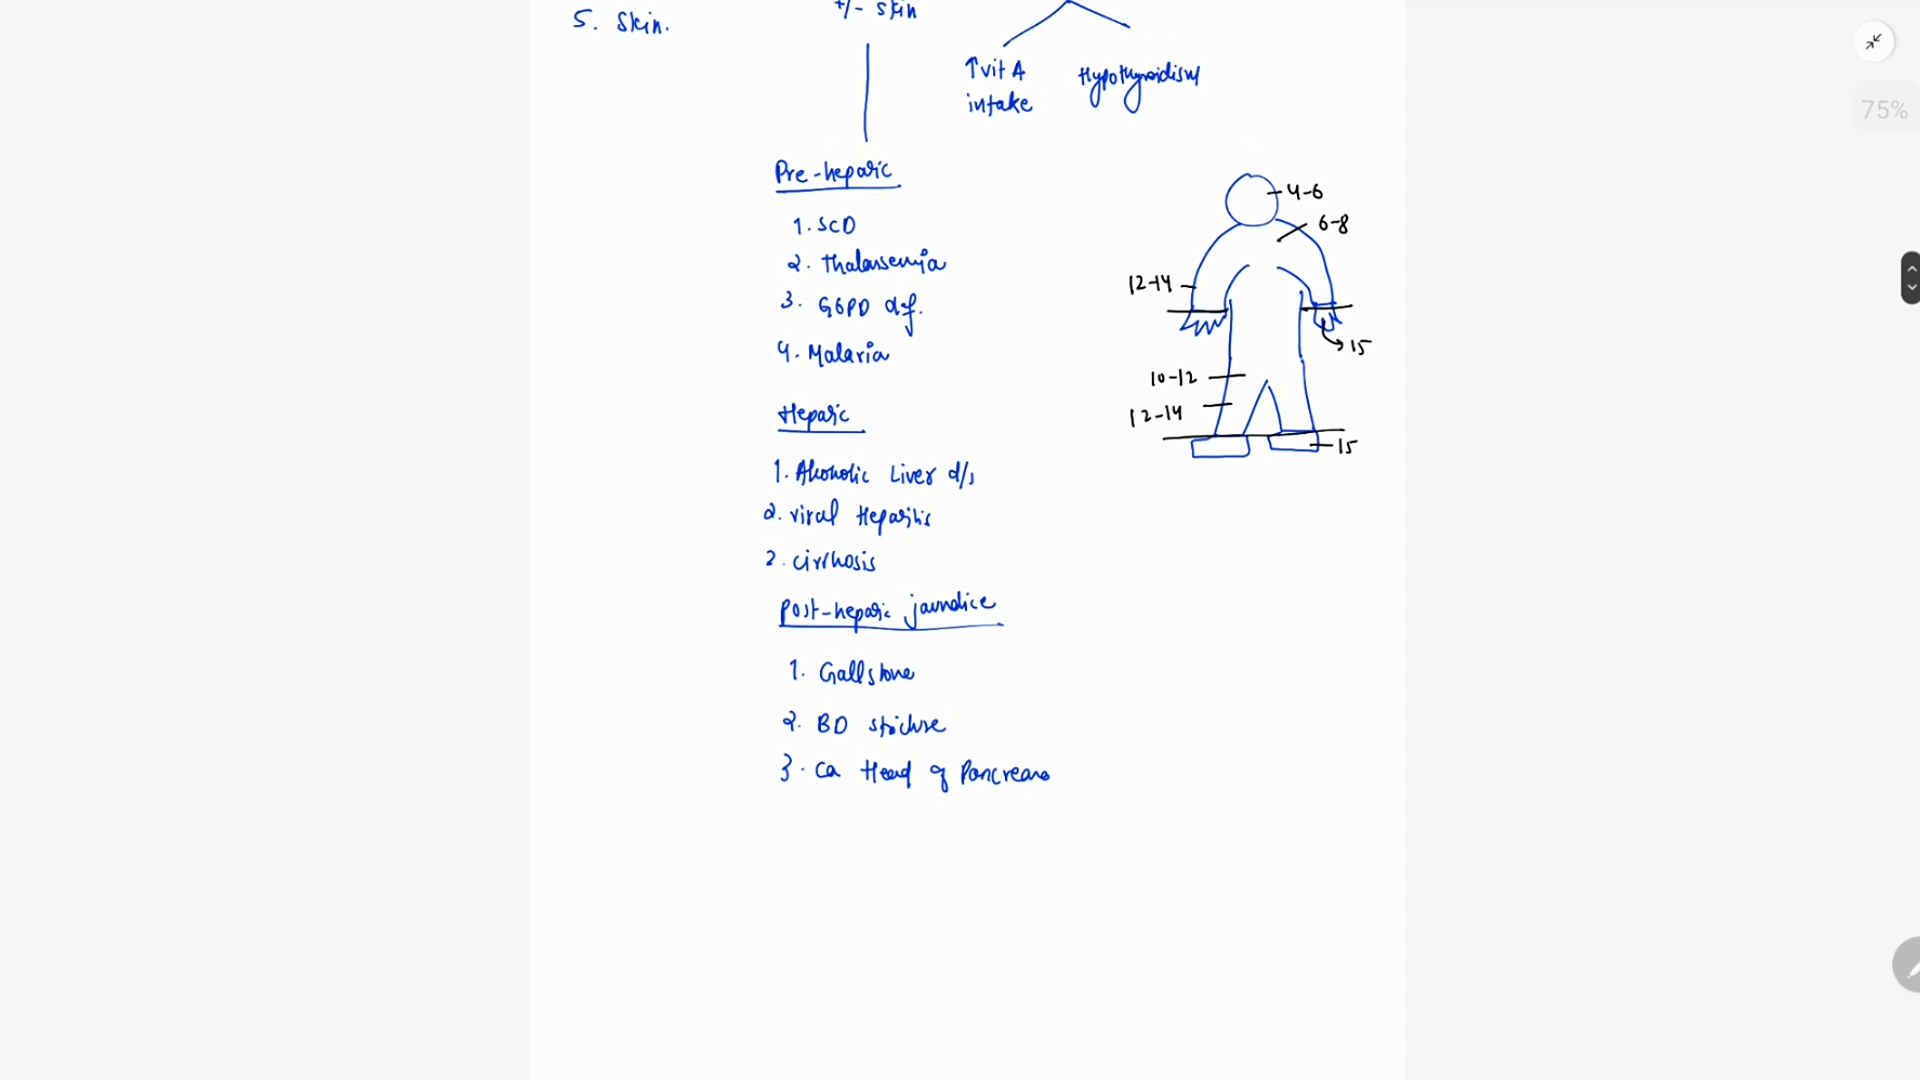 5. Skin.
+/- skin
↑vit A
intake
Hypothyroidism
Pre-hepatic
1. SCD
2. Thalassemia
3. G6PD def.
4. Malaria
Hepatic
1. Alcoholic Liver d/s
2. viral Hepatitis
2. cirrhosis
Post-hepatic jaundice
1. Gallstone
2. BD stricture
3. Ca Head of Pancreas
4-6
6-8
12-14
15
10-12
12-14
15
75%